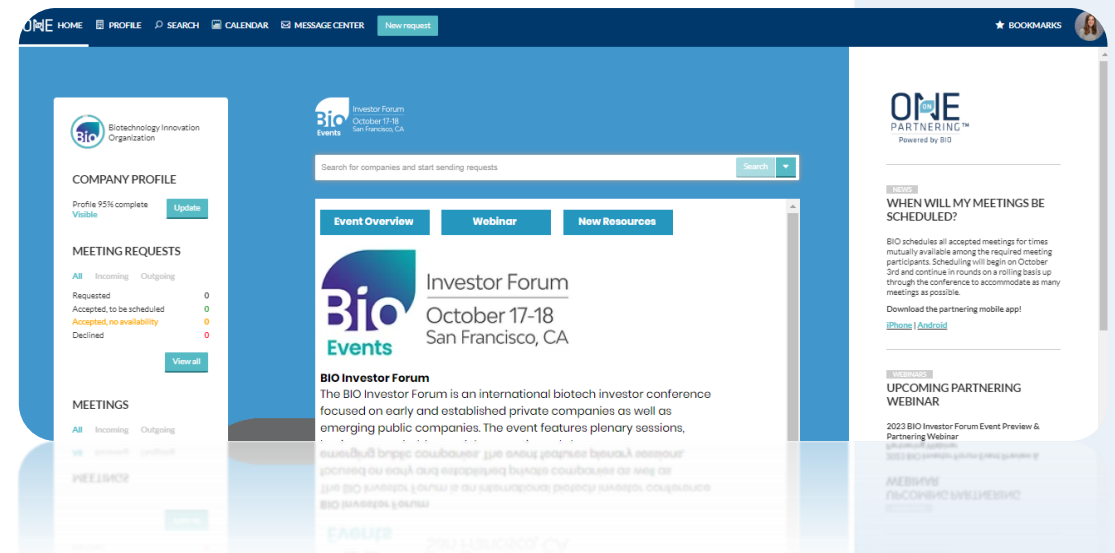 ONE HOME PROFILE SEARCH CALENDAR MESSAGE CENTER New request BOOKMARKS
Bio
Biotechnology Innovation
Organization
COMPANY PROFILE
Profile 95% complete
Visible
Update
MEETING REQUESTS
All Incoming Outgoing
Requested 0
Accepted, to be scheduled 0
Accepted, no availability 0
Declined 0
View all
MEETINGS
All Incoming Outgoing
Bio
Events
Investor Forum
October 17-18
San Francisco, CA
Search for companies and start sending requests
Search
Event Overview
Webinar
New Resources
Bio
Events
Investor Forum
October 17-18
San Francisco, CA
BIO Investor Forum
The BIO Investor Forum is an international biotech investor conference
focused on early and established private companies as well as
emerging public companies. The event features plenary sessions,
ONE
ON
PARTNERING™
Powered by BIO
NEWS
WHEN WILL MY MEETINGS BE
SCHEDULED?
BIO schedules all accepted meetings for times
mutually available among the required meeting
participants. Scheduling will begin on October
3rd and continue in rounds on a rolling basis up
through the conference to accommodate as many
meetings as possible.
Download the partnering mobile app!
iPhone | Android
WEBINARS
UPCOMING PARTNERING
WEBINAR
2023 BIO Investor Forum Event Preview &
Partnering Webinar